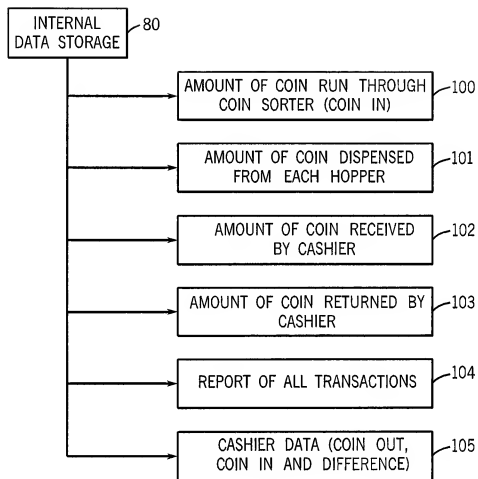 INTERNAL
DATA STORAGE
80
AMOUNT OF COIN RUN THROUGH
COIN SORTER (COIN IN)
100
AMOUNT OF COIN DISPENSED
FROM EACH HOPPER
101
AMOUNT OF COIN RECEIVED
BY CASHIER
102
AMOUNT OF COIN RETURNED BY
CASHIER
103
REPORT OF ALL TRANSACTIONS
104
CASHIER DATA (COIN OUT,
COIN IN AND DIFFERENCE)
105